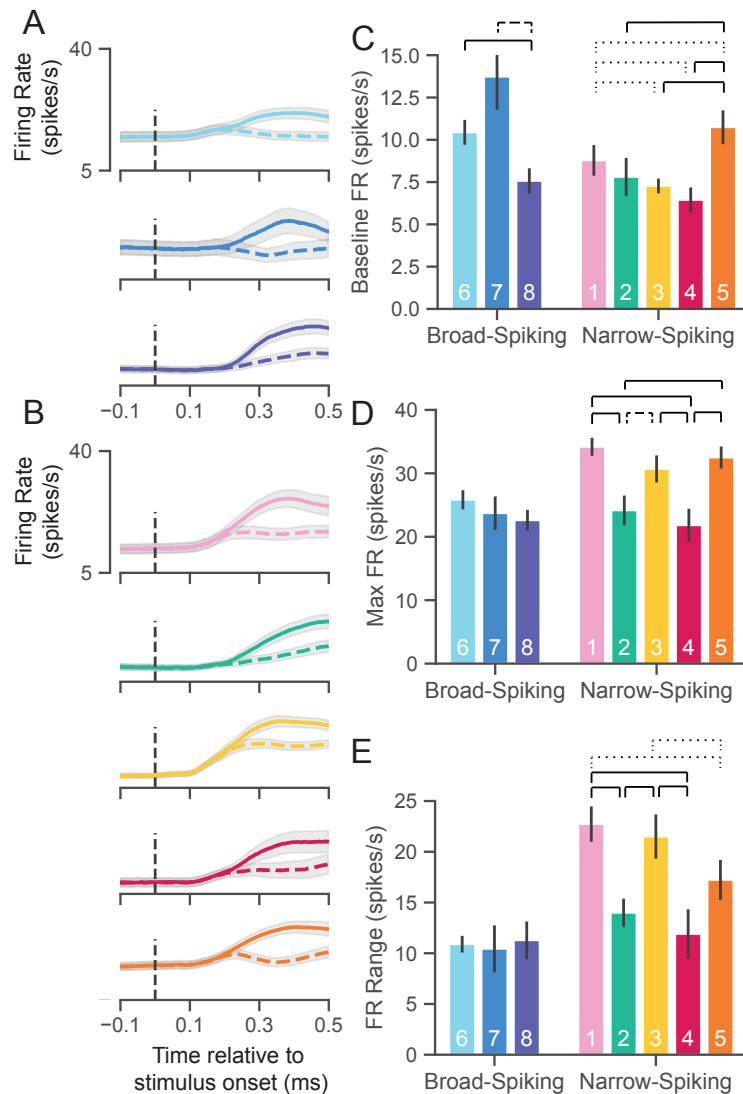 A
Firing Rate
(spikes/s)
40
5
−0.1
0.1
0.3
0.5
B
Firing Rate
(spikes/s)
40
5
−0.1
0.1
0.3
0.5
Time relative to
stimulus onset (ms)
C
Baseline FR (spikes/s)
15.0
12.5
10.0
7.5
5.0
2.5
0.0
6 7 8 1 2 3 4 5
Broad-Spiking Narrow-Spiking
D
Max FR (spikes/s)
40
30
20
10
0
6 7 8 1 2 3 4 5
Broad-Spiking Narrow-Spiking
E
FR Range (spikes/s)
25
20
15
10
5
0
6 7 8 1 2 3 4 5
Broad-Spiking Narrow-Spiking